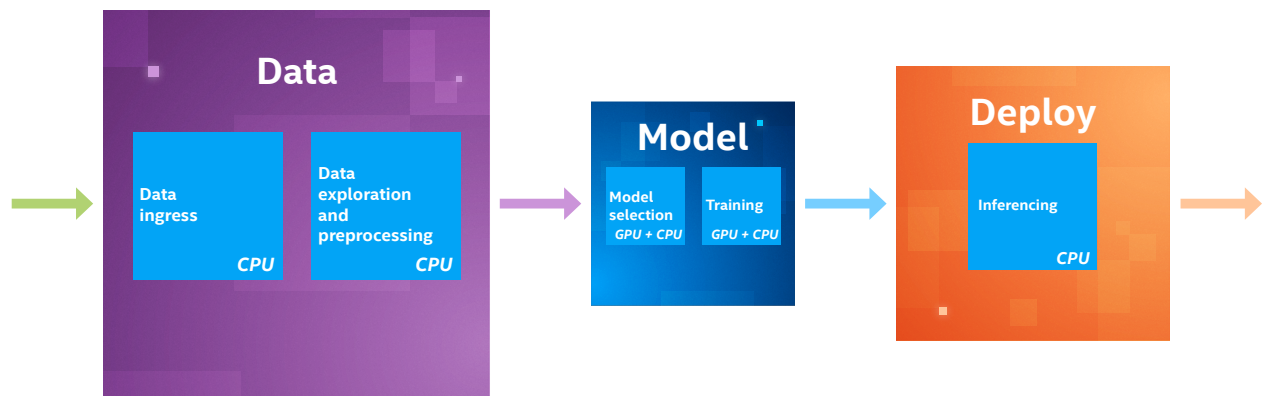 Data
Data
ingress
CPU
Data
exploration
and
preprocessing
CPU
Model
Model
selection
GPU + CPU
Training
GPU + CPU
Deploy
Inferencing
CPU